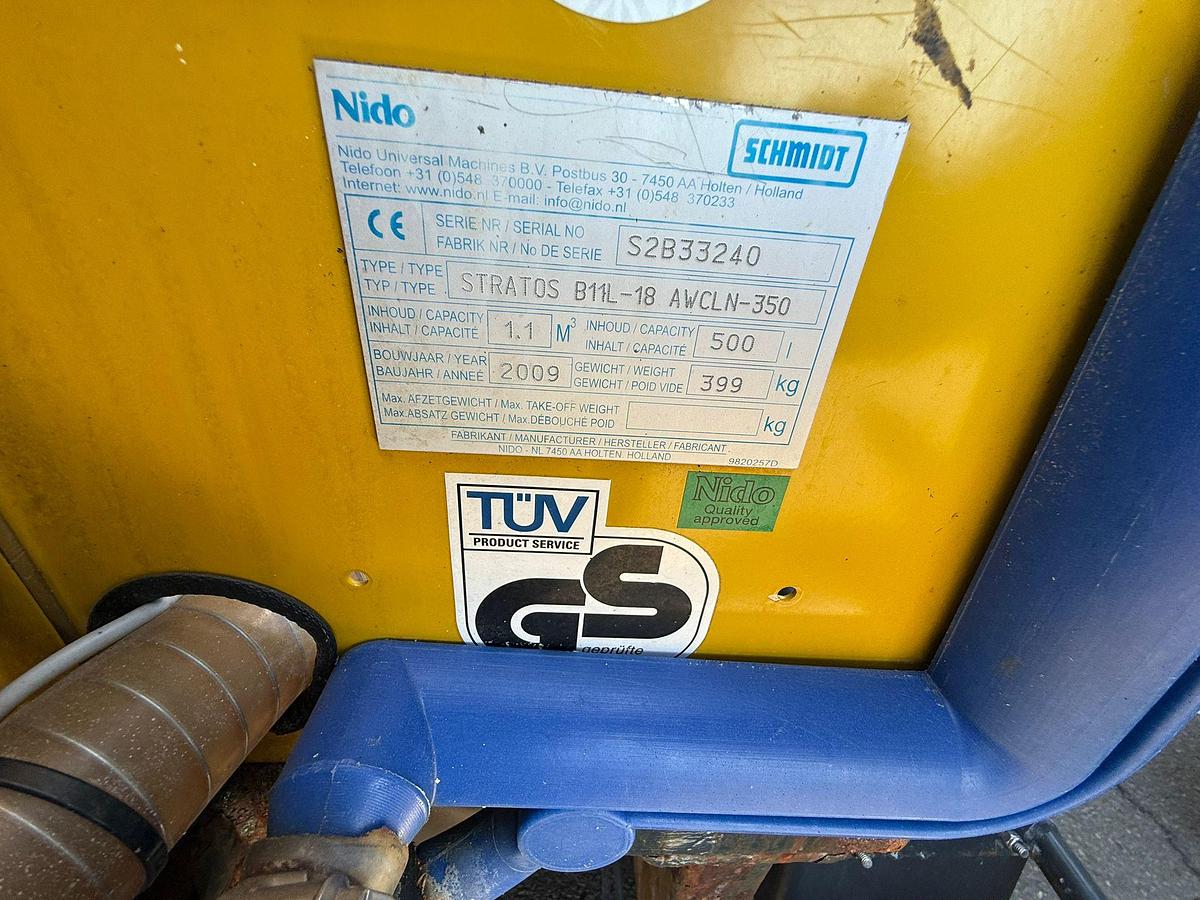 Nido
SCHMIDT
Nido Universal Machines B.V. Postbus 30 - 7450 AA Holten / Holland
Telefoon +31 (0)548 370000 - Telefax +31 (0)548 370233
Internet: www.nido.nl E-mail: info@nido.nl
CE
SERIE NR / SERIAL NO
FABRIK NR / No DE SERIE
S2B33240
TYPE / TYPE
TYP / TYPE
STRATOS B11L-18 AWCLN-350
INHOUD / CAPACITY
INHALT / CAPACITÉ
1.1 M3
INHOUD / CAPACITY
INHALT / CAPACITÉ
500 l
BOUWJAAR / YEAR
BAUJAHR / ANNEÉ
2009
GEWICHT / WEIGHT
GEWICHT / POID VIDE
399 kg
Max. AFZETGEWICHT / Max. TAKE-OFF WEIGHT
Max.ABSATZ GEWICHT / Max.DÉBOUCHÉ POID
kg
FABRIKANT / MANUFACTURER / HERSTELLER / FABRICANT
NIDO - NL 7450 AA HOLTEN. HOLLAND
9820257D
TÜV
PRODUCT SERVICE
GS
geprüfte
Nido
Quality
approved